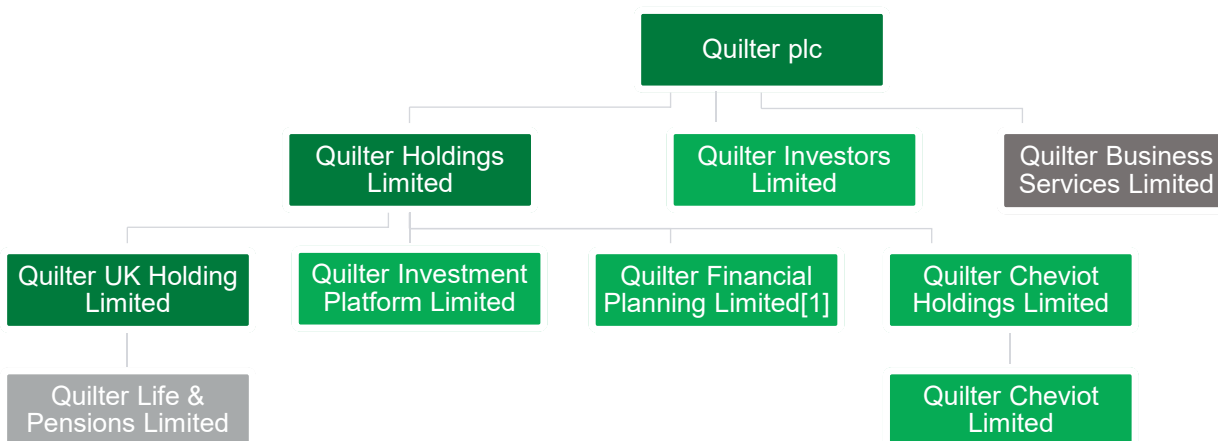 Quilter plc
Quilter Holdings
Limited
Quilter Investors
Limited
Quilter Business
Services Limited
Quilter UK Holding
Limited
Quilter Investment
Platform Limited
Quilter Financial
Planning Limited[1]
Quilter Cheviot
Holdings Limited
Quilter Life &
Pensions Limited
Quilter Cheviot
Limited